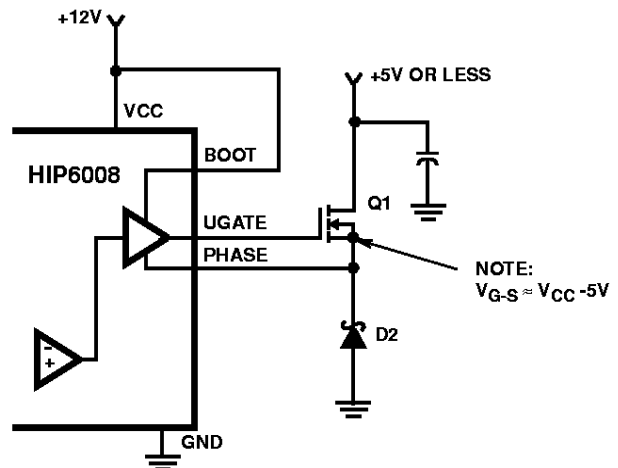 +12V
+5V OR LESS
VCC
BOOT
HIP6008
Q1
UGATE
PHASE
NOTE:
VG-S ≈ VCC -5V
D2
- 
+
GND